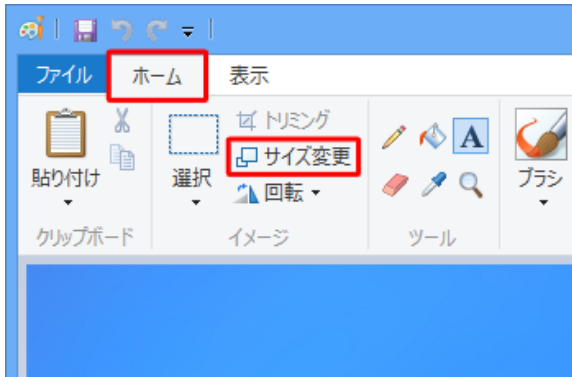 ファイル ホーム 表示
トリミング
サイズ変更
貼り付け 選択 回転 A ブラシ
クリップボード イメージ ツール